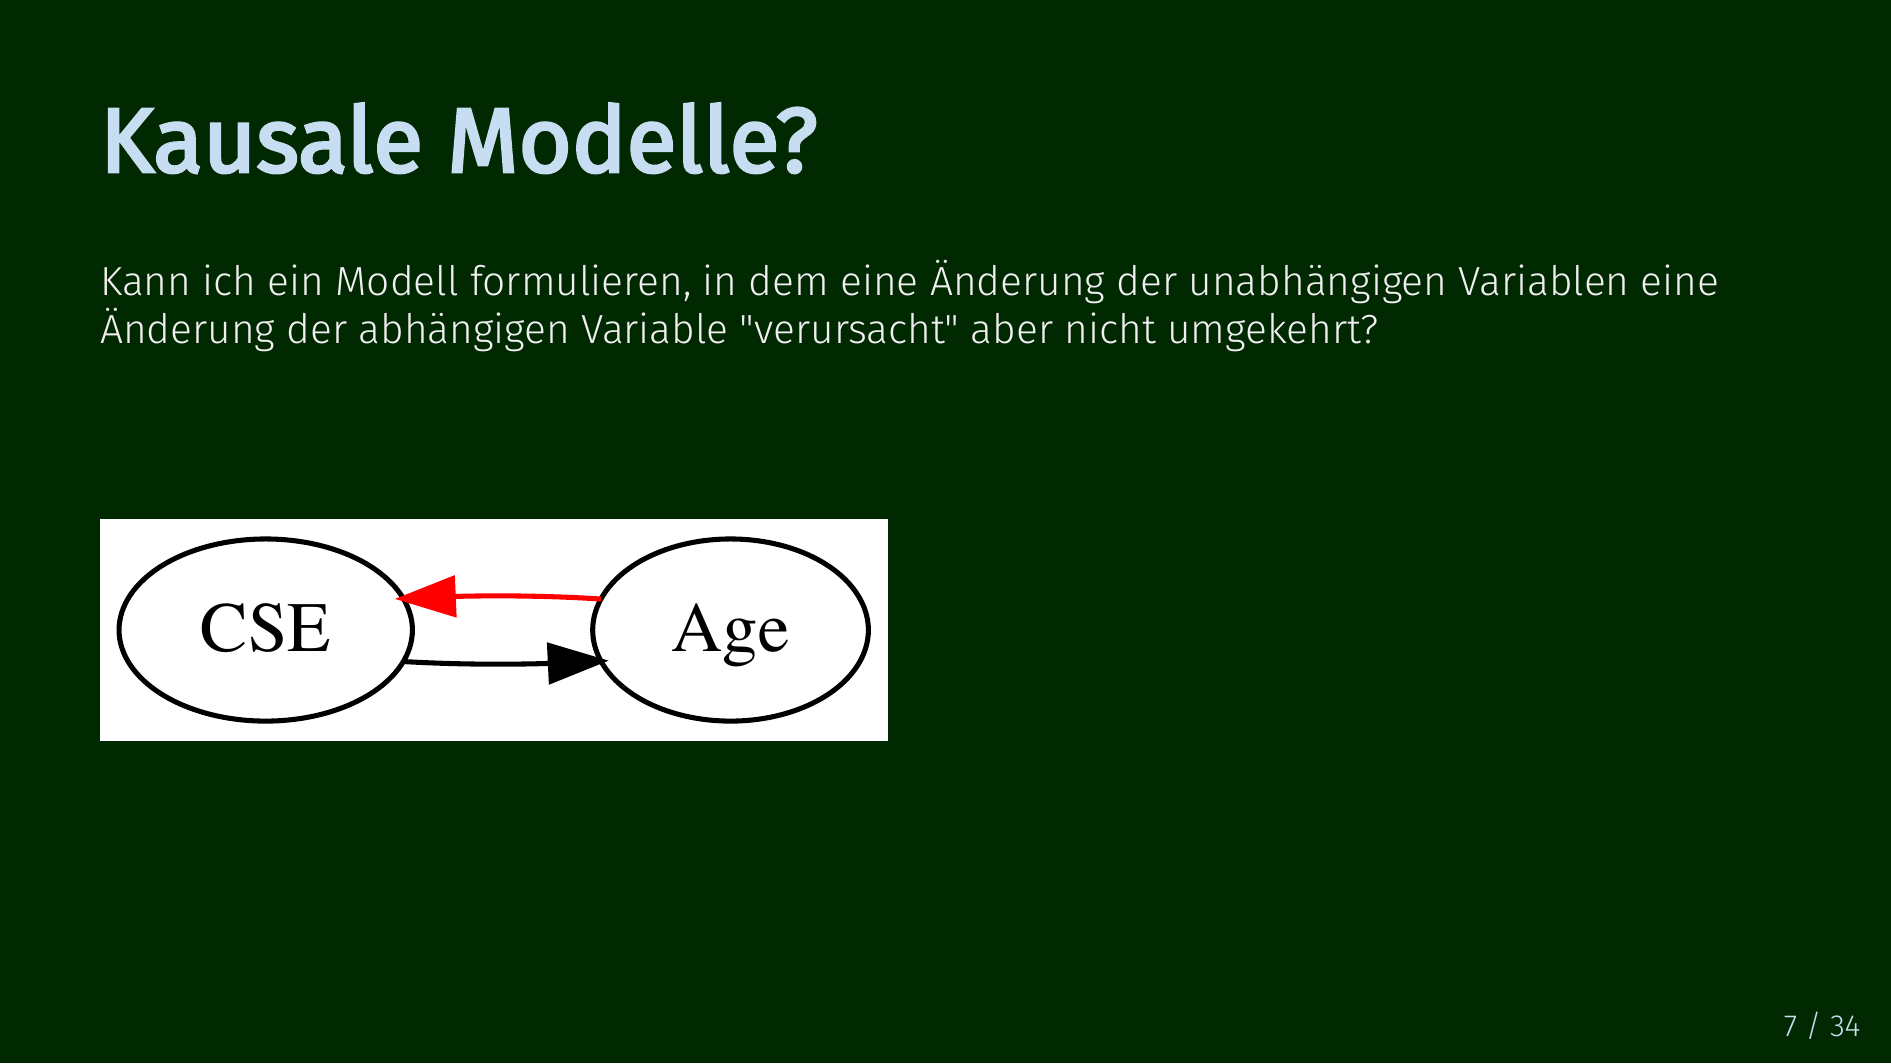 Kausale Modelle?
Kann ich ein Modell formulieren, in dem eine Änderung der unabhängigen Variablen eine
Änderung der abhängigen Variable "verursacht" aber nicht umgekehrt?
CSE
Age
7 / 34